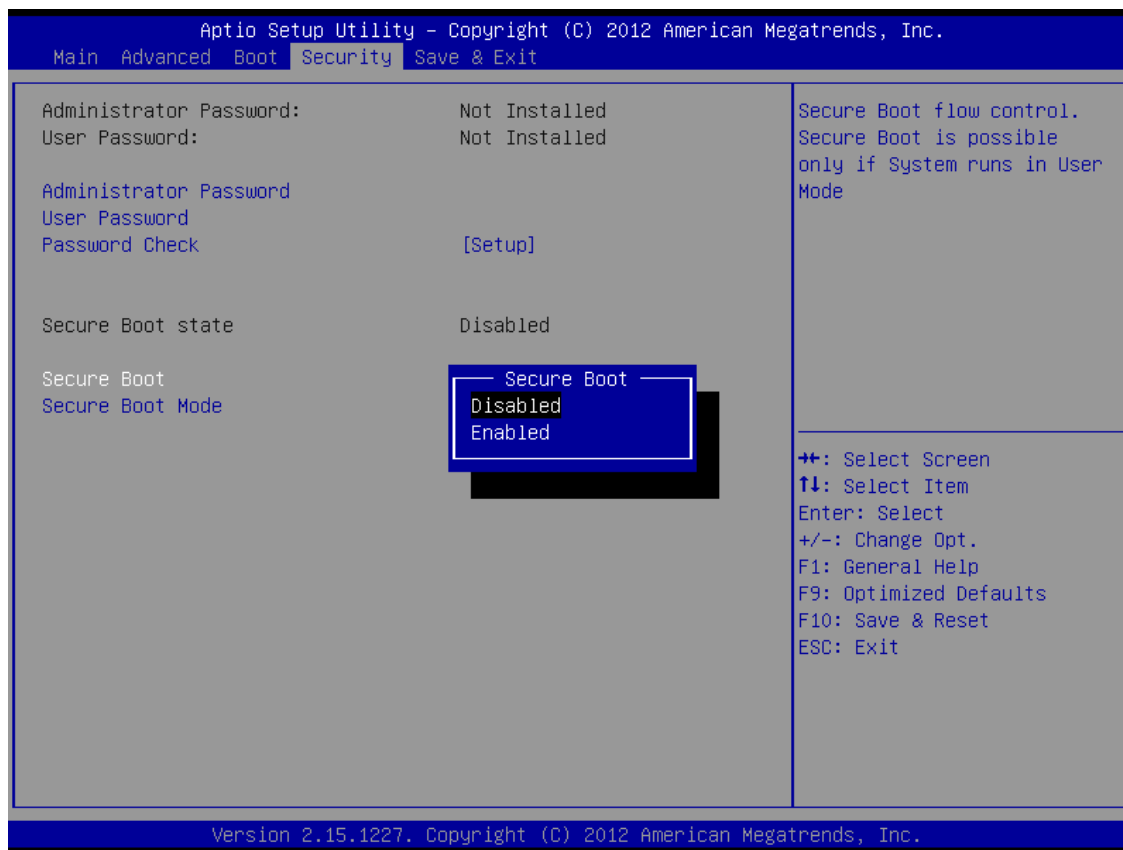 Aptio Setup Utility – Copyright (C) 2012 American Megatrends, Inc.
Main Advanced Boot Security Save & Exit
Administrator Password: Not Installed
User Password: Not Installed
Administrator Password
User Password
Password Check [Setup]
Secure Boot state Disabled
Secure Boot
Secure Boot Mode
Secure Boot
Disabled
Enabled
Secure Boot flow control.
Secure Boot is possible
only if System runs in User
Mode
→←: Select Screen
↑↓: Select Item
Enter: Select
+/-: Change Opt.
F1: General Help
F9: Optimized Defaults
F10: Save & Reset
ESC: Exit
Version 2.15.1227. Copyright (C) 2012 American Megatrends, Inc.